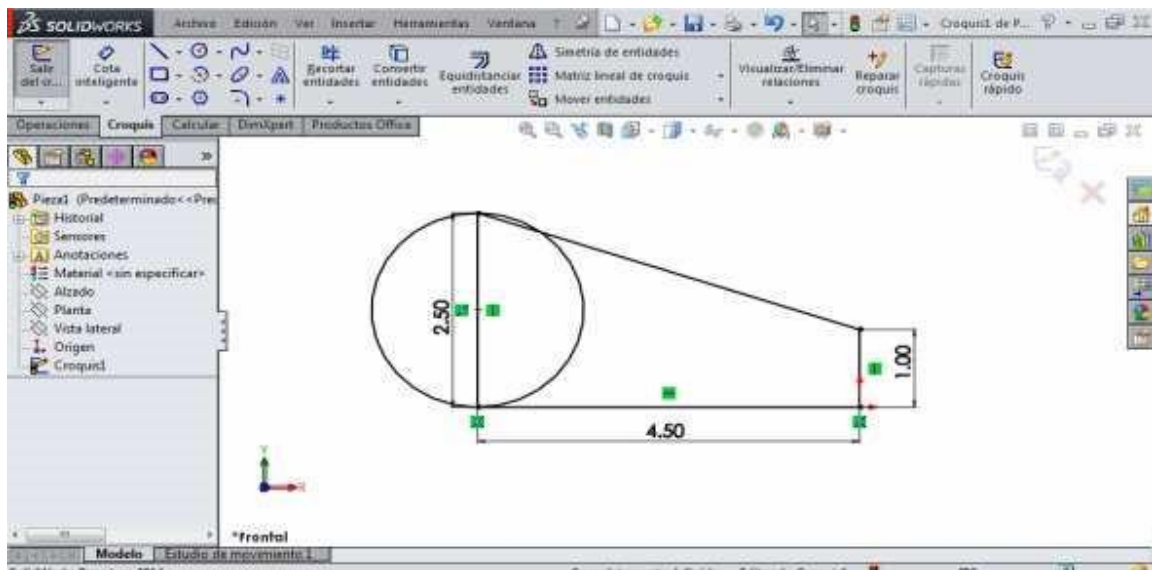 SOLIDWORKS Archivo Edición Ver Insertar Herramientas Ventana ? Croquis1 de P...
Salir del cr... Cota inteligente Recortar entidades Convertir entidades Equidistanciar entidades Simetría de entidades Matriz lineal de croquis Mover entidades Visualizar/Eliminar relaciones Reparar croquis Capturas rápidas Croquis rápido
Operaciones Croquis Calcular DimXpert Productos Office
Pieza1 (Predeterminado<<Pre
Historial
Sensores
Anotaciones
Material <sin especificar>
Alzado
Planta
Vista lateral
Origen
Croquis1
2.50
1.00
4.50
Y
*Frontal
Modelo Estudio de movimiento 1